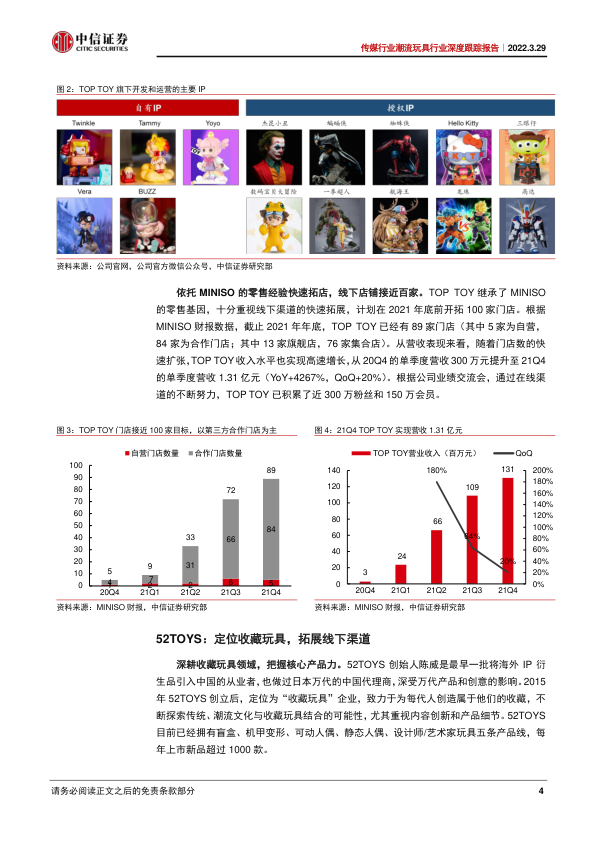 中信证券
CITIC SECURITIES
传媒行业潮流玩具行业深度跟踪报告|2022.3.29
图 2：TOP TOY 旗下开发和运营的主要 IP
自有IP
授权IP
Twinkle Tammy Yoyo 杰昆小丑 蝙蝠侠 蜘蛛侠 Hello Kitty 三眼仔
Vera BUZZ 数码宝贝大冒险 一拳超人 航海王 龙珠 高达
资料来源：公司官网，公司官方微信公众号，中信证券研究部
依托 MINISO 的零售经验快速拓店，线下店铺接近百家。TOP TOY 继承了 MINISO
的零售基因，十分重视线下渠道的快速拓展，计划在 2021 年底前开拓 100 家门店。根据
MINISO 财报数据，截止 2021 年年底，TOP TOY 已经有 89 家门店（其中 5 家为自营，
84 家为合作门店；其中 13 家旗舰店，76 家集合店）。从营收表现来看，随着门店数的快
速扩张，TOP TOY 收入水平也实现高速增长，从 20Q4 的单季度营收 300 万元提升至 21Q4
的单季度营收 1.31 亿元（YoY+4267%，QoQ+20%）。根据公司业绩交流会，通过在线渠
道的不断努力，TOP TOY 已积累了近 300 万粉丝和 150 万会员。
图 3：TOP TOY 门店接近 100 家目标，以第三方合作门店为主
自营门店数量 合作门店数量
100
90
80
70
60
50
40
30
20
10
0
5 9 33 72 89
4 7 31 66 84
1 2 2 6 5
20Q4 21Q1 21Q2 21Q3 21Q4
资料来源：MINISO 财报，中信证券研究部
图 4：21Q4 TOP TOY 实现营收 1.31 亿元
TOP TOY营业收入（百万元） QoQ
140
120
100
80
60
40
20
0
3 24 66 109 131
180% 64% 20%
200%
180%
160%
140%
120%
100%
80%
60%
40%
20%
0%
20Q4 21Q1 21Q2 21Q3 21Q4
资料来源：MINISO 财报，中信证券研究部
52TOYS：定位收藏玩具，拓展线下渠道
深耕收藏玩具领域，把握核心产品力。52TOYS 创始人陈威是最早一批将海外 IP 衍
生品引入中国的从业者，也做过日本万代的中国代理商，深受万代产品和创意的影响。2015
年 52TOYS 创立后，定位为“收藏玩具”企业，致力于为每代人创造属于他们的收藏，不
断探索传统、潮流文化与收藏玩具结合的可能性，尤其重视内容创新和产品细节。52TOYS
目前已经拥有盲盒、机甲变形、可动人偶、静态人偶、设计师/艺术家玩具五条产品线，每
年上市新品超过 1000 款。
请务必阅读正文之后的免责条款部分
4